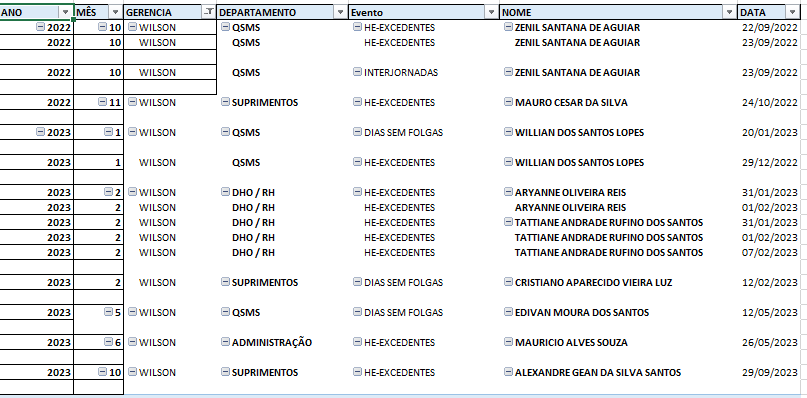 ANO MÊS GERENCIA DEPARTAMENTO Evento NOME DATA
2022 10 WILSON QSMS HE-EXCEDENTES ZENIL SANTANA DE AGUIAR 22/09/2022
2022 10 WILSON QSMS HE-EXCEDENTES ZENIL SANTANA DE AGUIAR 23/09/2022
2022 10 WILSON QSMS INTERJORNADAS ZENIL SANTANA DE AGUIAR 23/09/2022
2022 11 WILSON SUPRIMENTOS HE-EXCEDENTES MAURO CESAR DA SILVA 24/10/2022
2023 1 WILSON QSMS DIAS SEM FOLGAS WILLIAN DOS SANTOS LOPES 20/01/2023
2023 1 WILSON QSMS HE-EXCEDENTES WILLIAN DOS SANTOS LOPES 29/12/2022
2023 2 WILSON DHO / RH HE-EXCEDENTES ARYANNE OLIVEIRA REIS 31/01/2023
2023 2 WILSON DHO / RH HE-EXCEDENTES ARYANNE OLIVEIRA REIS 01/02/2023
2023 2 WILSON DHO / RH HE-EXCEDENTES TATTIANE ANDRADE RUFINO DOS SANTOS 31/01/2023
2023 2 WILSON DHO / RH HE-EXCEDENTES TATTIANE ANDRADE RUFINO DOS SANTOS 01/02/2023
2023 2 WILSON DHO / RH HE-EXCEDENTES TATTIANE ANDRADE RUFINO DOS SANTOS 07/02/2023
2023 2 WILSON SUPRIMENTOS DIAS SEM FOLGAS CRISTIANO APARECIDO VIEIRA LUZ 12/02/2023
2023 5 WILSON QSMS DIAS SEM FOLGAS EDIVAN MOURA DOS SANTOS 12/05/2023
2023 6 WILSON ADMINISTRAÇÃO HE-EXCEDENTES MAURICIO ALVES SOUZA 26/05/2023
2023 10 WILSON SUPRIMENTOS HE-EXCEDENTES ALEXANDRE GEAN DA SILVA SANTOS 29/09/2023